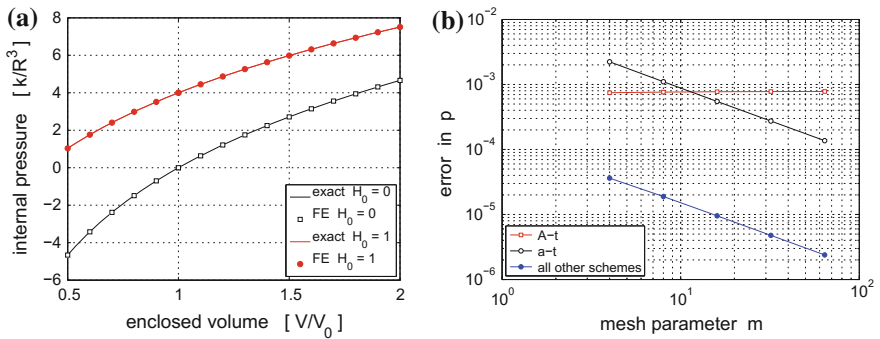 (a)
internal pressure [ k/R³ ]
8
6
4
2
0
−2
−4
−6
exact H₀ = 0
FE H₀ = 0
exact H₀ = 1
FE H₀ = 1
0.5
1
1.5
2
enclosed volume [ V/V₀ ]
(b)
error in p
10⁻²
10⁻³
10⁻⁴
10⁻⁵
10⁻⁶
A−t
a−t
all other schemes
10⁰
10¹
10²
mesh parameter m